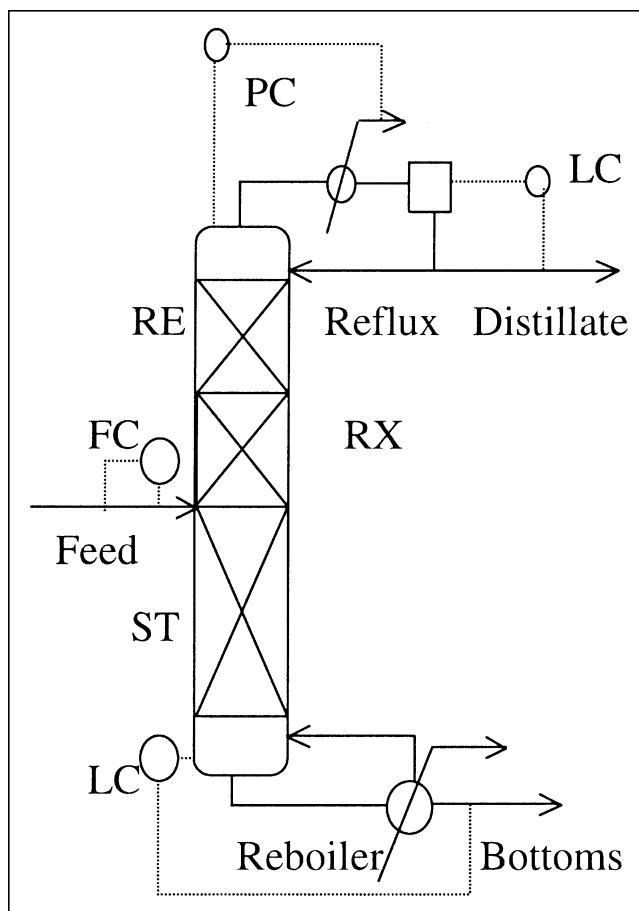 PC
LC
RE
Reflux
Distillate
FC
RX
Feed
ST
LC
Reboiler
Bottoms